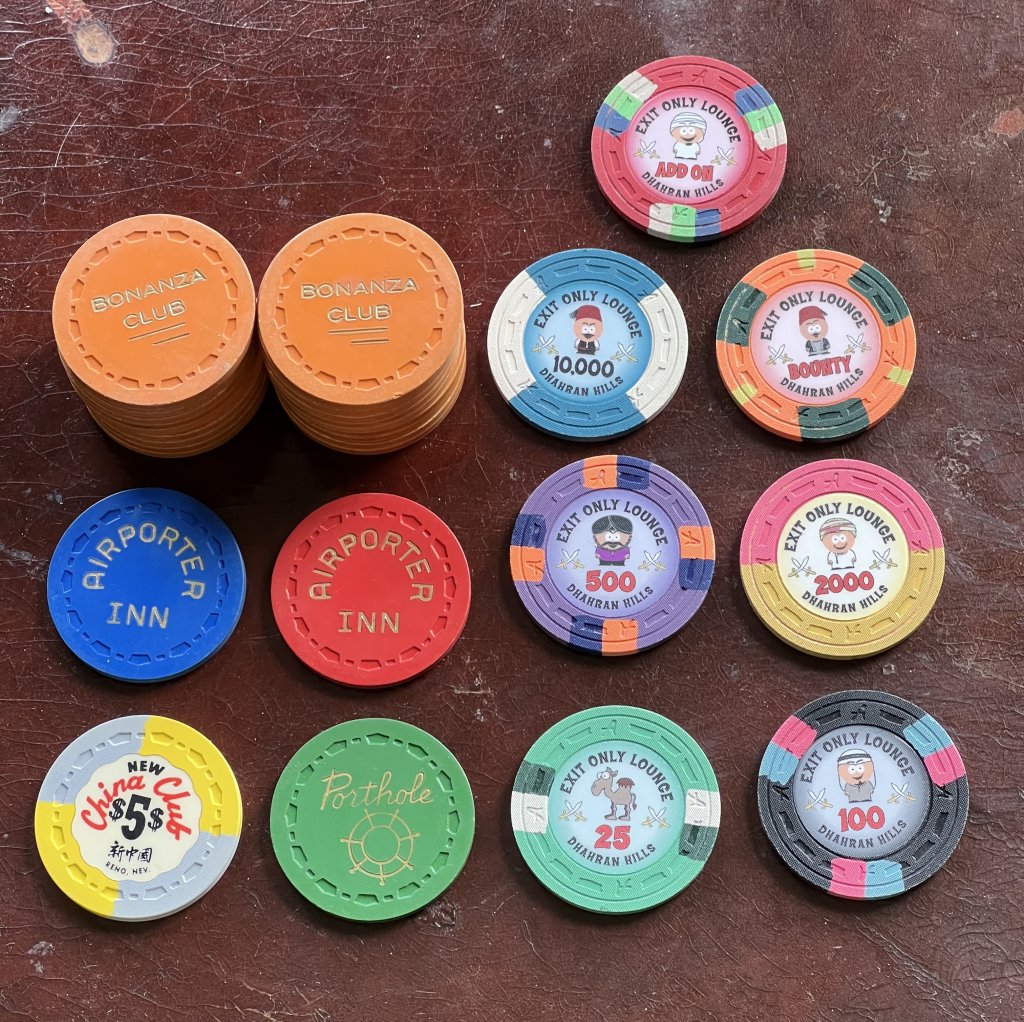 EXIT ONLY LOUNGE
ADD ON
DHAHRAN HILLS
BONANZA
CLUB
BONANZA
CLUB
EXIT ONLY LOUNGE
10,000
DHAHRAN HILLS
EXIT ONLY LOUNGE
BOUNTY
DHAHRAN HILLS
AIRPORTER
INN
AIRPORTER
INN
EXIT ONLY LOUNGE
500
DHAHRAN HILLS
EXIT ONLY LOUNGE
2000
DHAHRAN HILLS
NEW
China Club
$5$
新中國
RENO, NEV.
Porthole
EXIT ONLY LOUNGE
25
DHAHRAN HILLS
EXIT ONLY LOUNGE
100
DHAHRAN HILLS